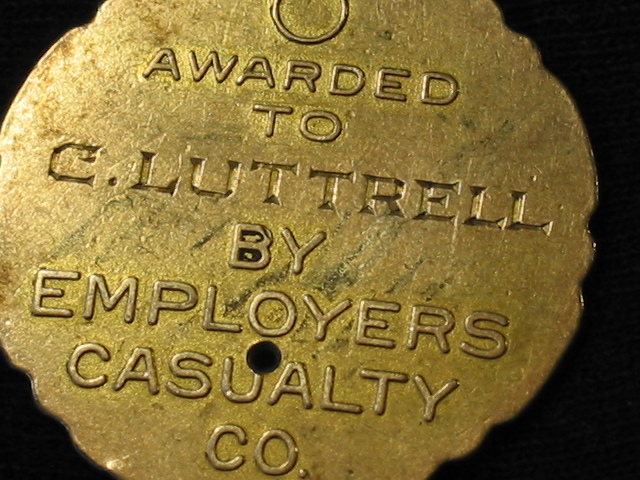 AWARDED
TO
C. LUTTRELL
BY
EMPLOYERS
CASUALTY
CO.